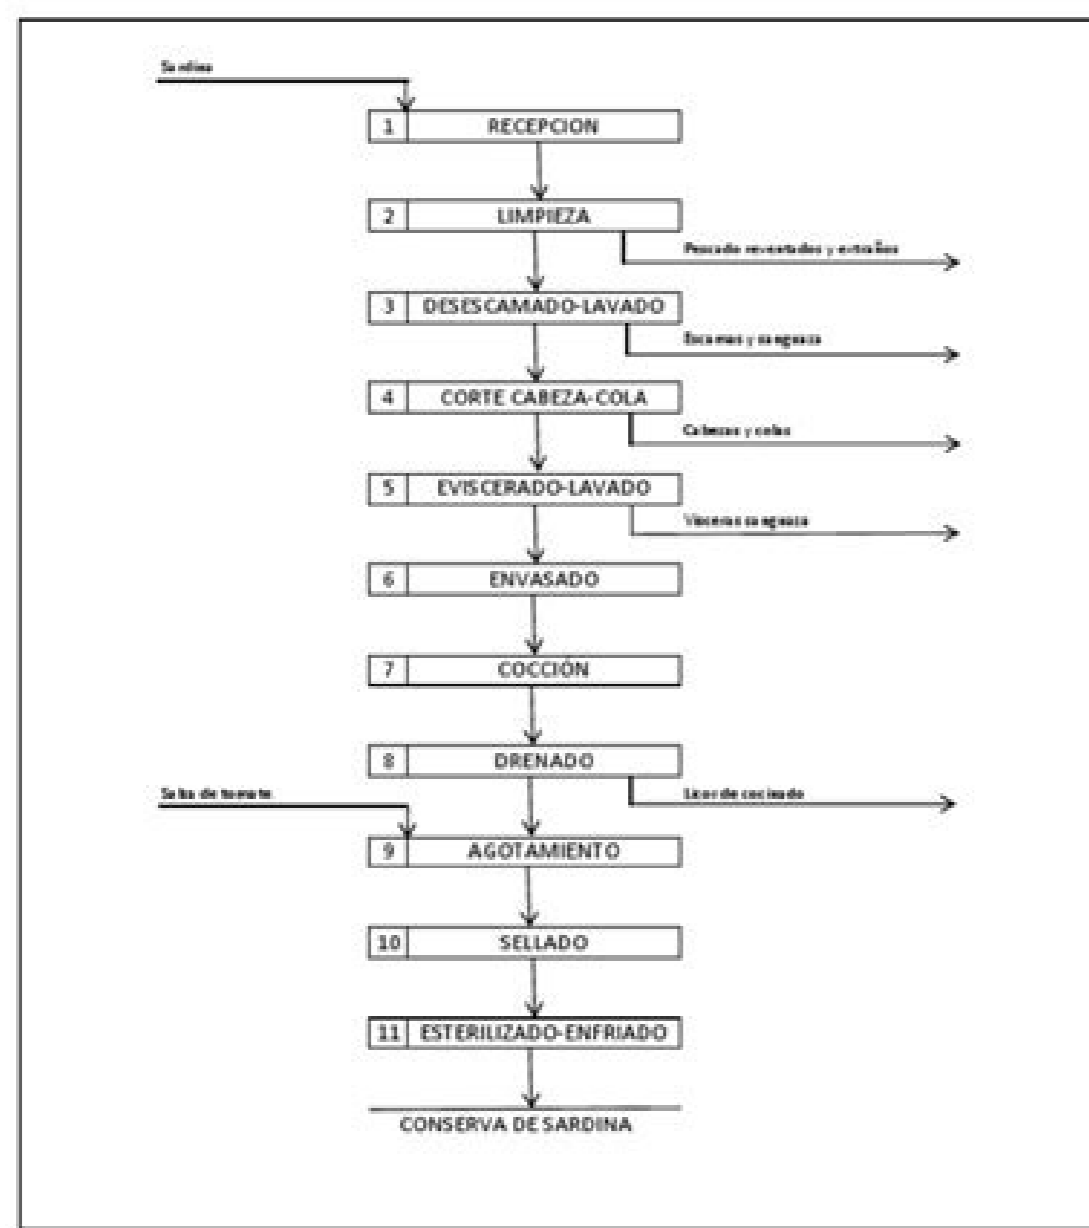 Sardina
1 RECEPCION
2 LIMPIEZA
Pescado reventados y extraños
3 DESESCAMADO-LAVADO
Escamas y sanguaza
4 CORTE CABEZA-COLA
Cabezas y colas
5 EVISCERADO-LAVADO
Vísceras sanguaza
6 ENVASADO
7 COCCIÓN
8 DRENADO
Salsa de tomate
Licor de cocinado
9 AGOTAMIENTO
10 SELLADO
11 ESTERILIZADO-ENFRIADO
CONSERVA DE SARDINA